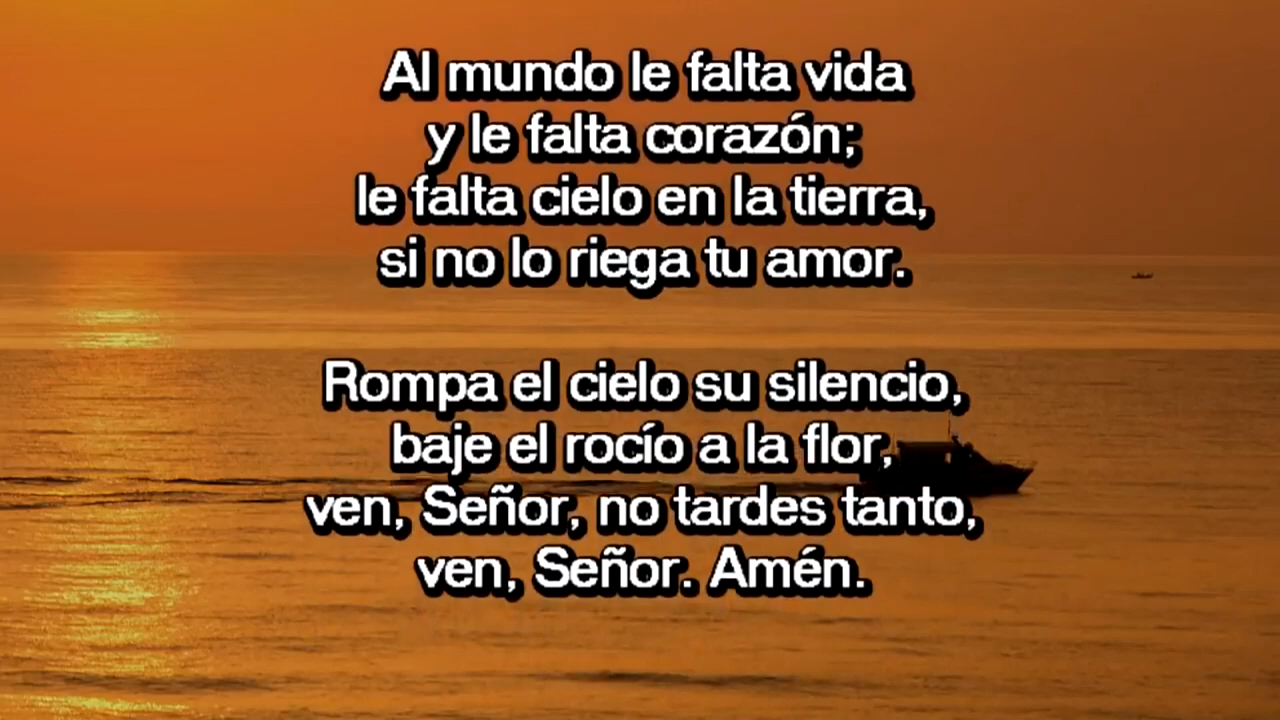 Al mundo le falta vida
y le falta corazón;
le falta cielo en la tierra,
si no lo riega tu amor.
Rompa el cielo su silencio,
baje el rocío a la flor,
ven, Señor, no tardes tanto,
ven, Señor. Amén.